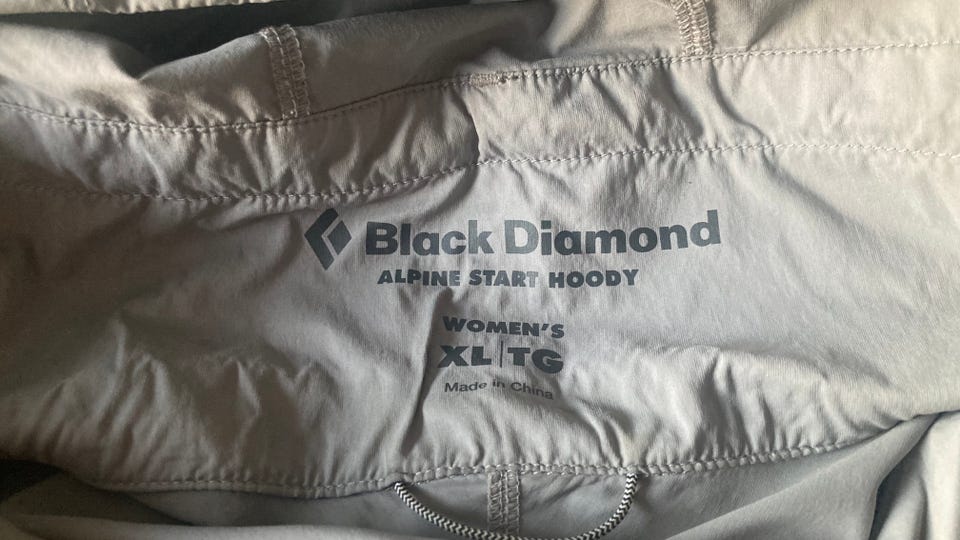 Black Diamond
ALPINE START HOODY
WOMEN'S
XL|TG
Made in China